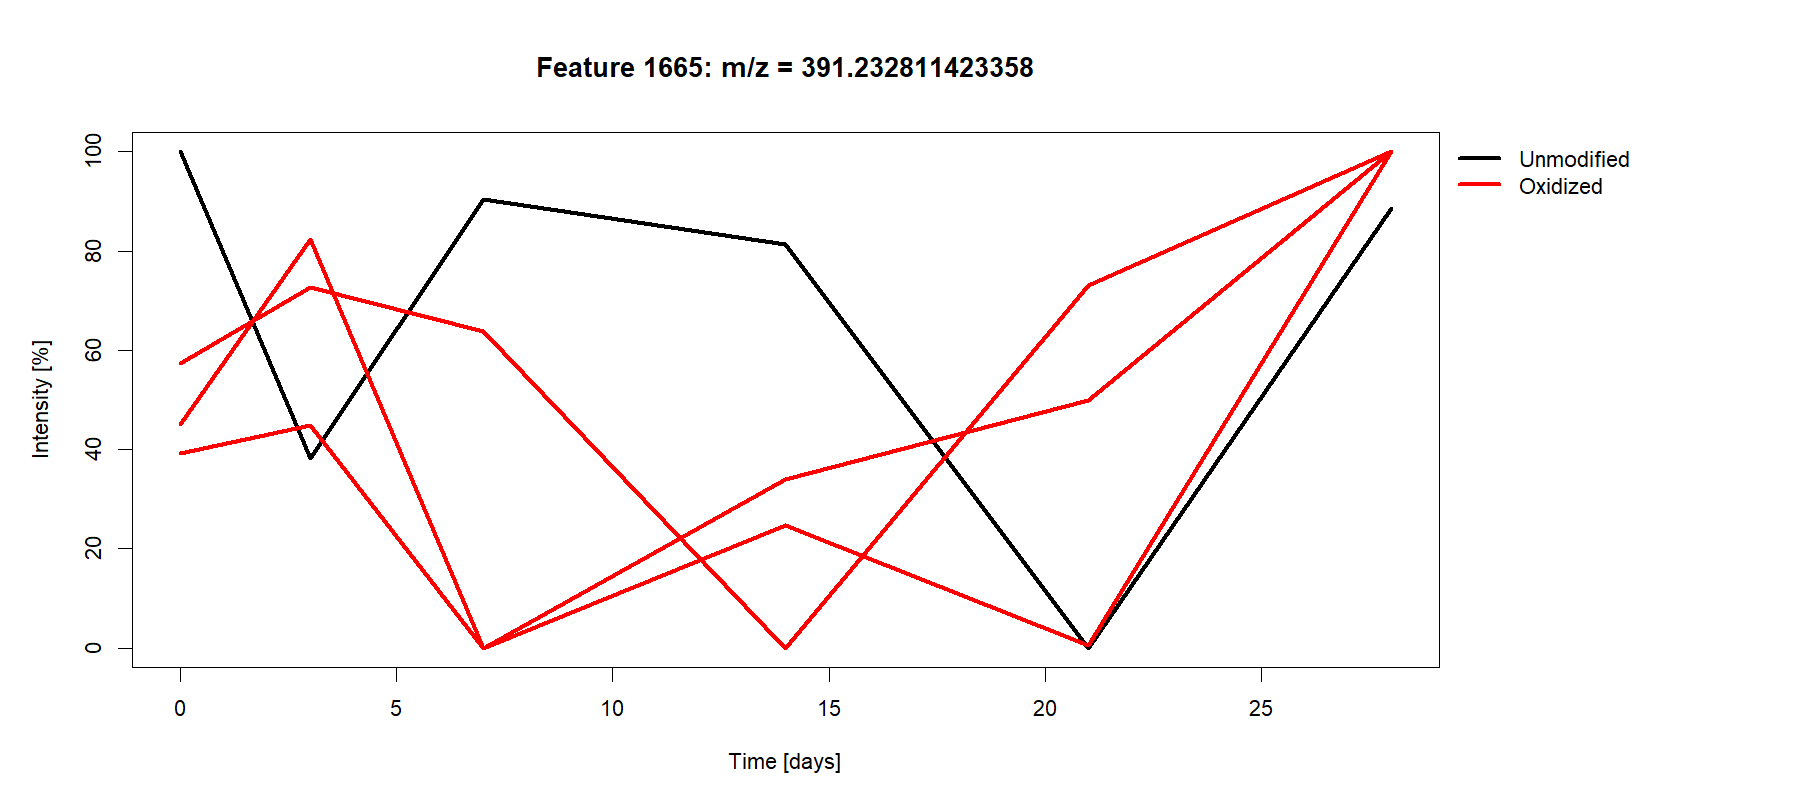 Feature 1665: m/z = 391.232811423358
Unmodified
Oxidized
Intensity [%]
100
80
60
40
20
0
0 5 10 15 20 25
Time [days]